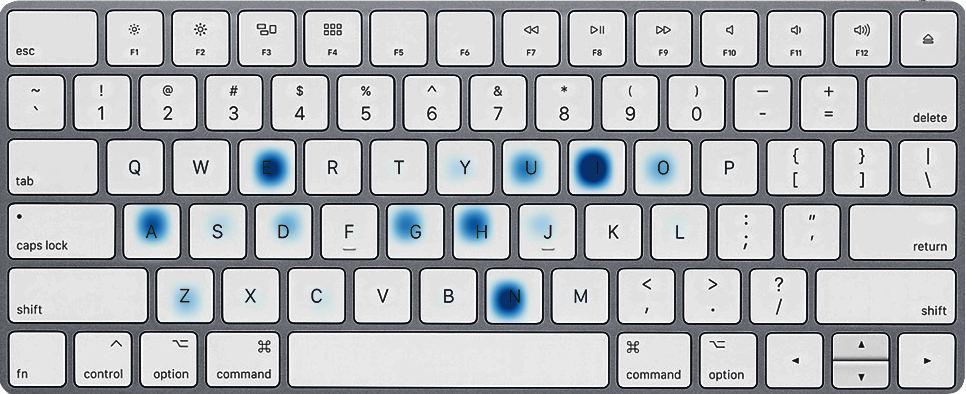 esc F1 F2 F3 F4 F5 F6 F7 F8 F9 F10 F11 F12
~ ! @ # $ % ^ & * ( ) — +
` 1 2 3 4 5 6 7 8 9 0 - = delete
tab Q W E R T Y U I O P { [ } ] | \
caps lock A S D F G H J K L : ; " ' return
shift Z X C V B N M < , > . ? / shift
fn control option command command option